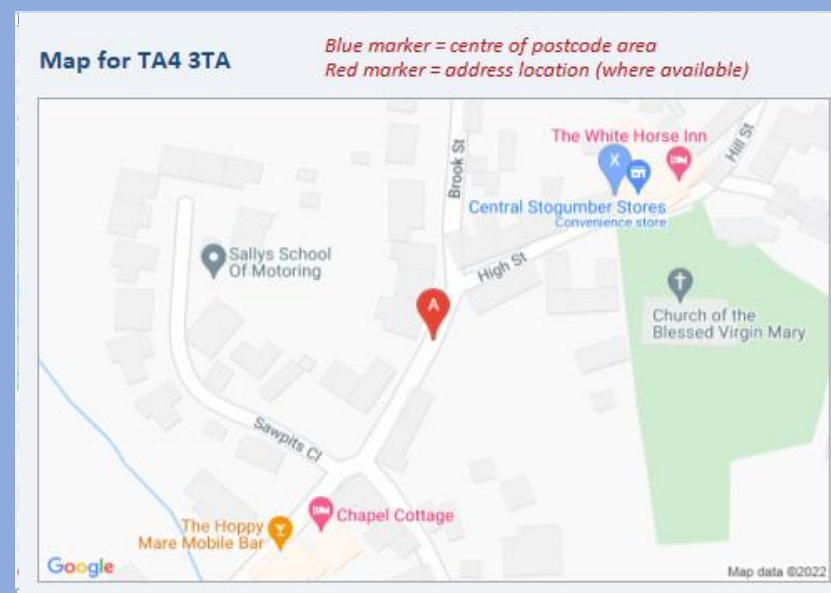 Map for TA4 3TA
Blue marker = centre of postcode area
Red marker = address location (where available)
Brook St
The White Horse Inn
Hill St
X
Central Stogumber Stores
Convenience store
Sallys School
Of Motoring
High St
A
Church of the
Blessed Virgin Mary
Sawpits Cl
Chapel Cottage
The Hoppy
Mare Mobile Bar
Google
Map data ©2022